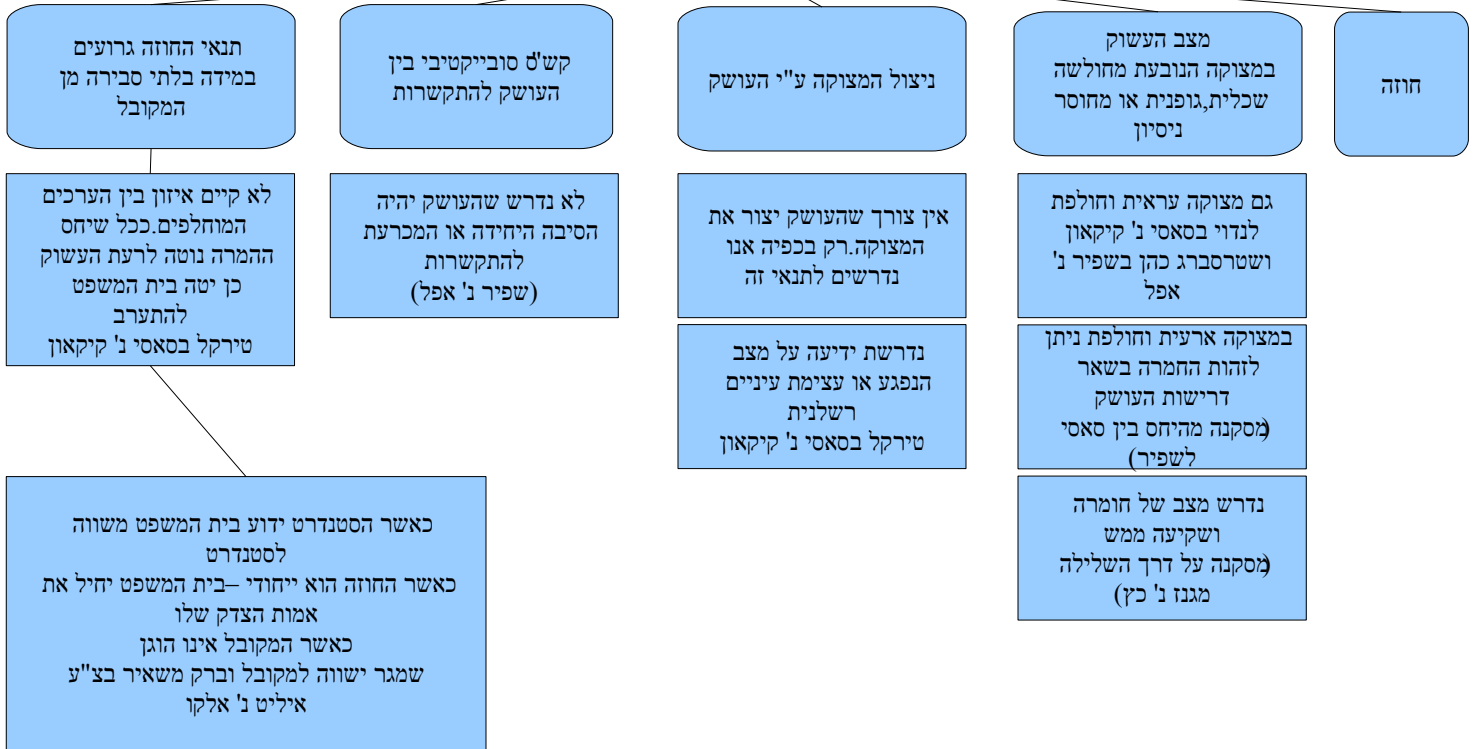 חוזה
מצב העשוק
במצוקה הנובעת מחולשה
שכלית,גופנית או מחוסר
ניסיון
ניצול המצוקה ע"י העושק
קש"ס סובייקטיבי בין
העושק להתקשרות
תנאי החוזה גרועים
במידה בלתי סבירה מן
המקובל
גם מצוקה עראית וחולפת
לנדוי בסאסי נ' קיקאון
ושטרסברג כהן בשפיר נ'
אפל
במצוקה ארעית וחולפת ניתן
לזהות החמרה בשאר
דרישות העושק
(מסקנה מהיחס בין סאסי
לשפיר)
נדרש מצב של חומרה
ושקיעה ממש
(מסקנה על דרך השלילה
מגנז נ' כץ)
אין צורך שהעושק יצור את
המצוקה.רק בכפיה אנו
נדרשים לתנאי זה
נדרשת ידיעה על מצב
הנפגע או עצימת עיניים
רשלנית
טירקל בסאסי נ' קיקאון
לא נדרש שהעושק יהיה
הסיבה היחידה או המכרעת
להתקשרות
(שפיר נ' אפל)
לא קיים איזון בין הערכים
המוחלפים.ככל שיחס
ההמרה נוטה לרעת העשוק
כן יטה בית המשפט
להתערב
טירקל בסאסי נ' קיקאון
כאשר הסטנדרט ידוע בית המשפט משווה
לסטנדרט
כאשר החוזה הוא ייחודי –בית המשפט יחיל את
אמות הצדק שלו
כאשר המקובל אינו הוגן
שמגר ישווה למקובל וברק משאיר בצ"ע
איליט נ' אלקו